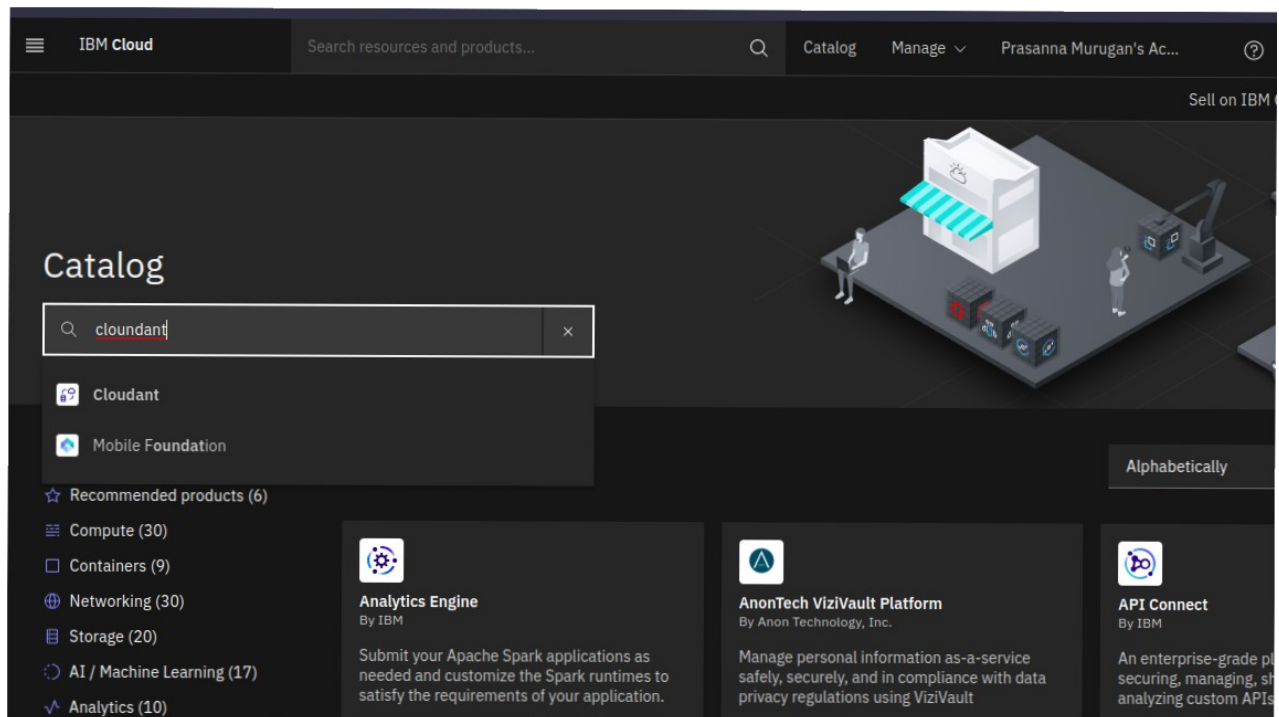 IBM Cloud
Search resources and products...
Catalog
Manage
Prasanna Murugan's Ac...
Sell on IBM
Catalog
cloundant
Cloudant
Mobile Foundation
Alphabetically
Recommended products (6)
Compute (30)
Containers (9)
Networking (30)
Storage (20)
AI / Machine Learning (17)
Analytics (10)
Analytics Engine
By IBM
Submit your Apache Spark applications as
needed and customize the Spark runtimes to
satisfy the requirements of your application.
AnonTech ViziVault Platform
By Anon Technology, Inc.
Manage personal information as-a-service
safely, securely, and in compliance with data
privacy regulations using ViziVault
API Connect
By IBM
An enterprise-grade
securing, managing,
analyzing custom APIs